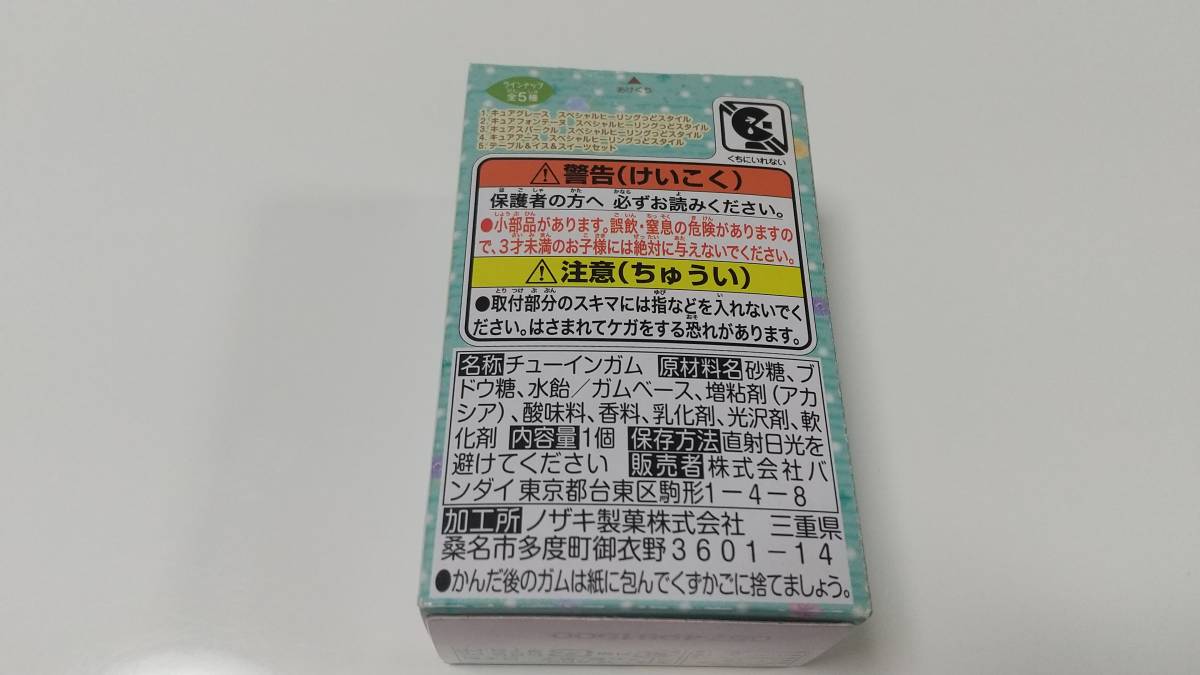 あけくち
ラインナップ
全5種
1.キュアグレース スペシャルヒーリングっどスタイル
2.キュアフォンテーヌ スペシャルヒーリングっどスタイル
3.キュアスパークル スペシャルヒーリングっどスタイル
4.キュアアース スペシャルヒーリングっどスタイル
5.テーブル&イス&スイーツセット
くちにいれない
⚠警告(けいこく)
保護者の方へ 必ずお読みください。
●小部品があります。誤飲・窒息の危険がありますの
で、3才未満のお子様には絶対に与えないでください。
⚠注意(ちゅうい)
●取付部分のスキマには指などを入れないでく
ださい。はさまれてケガをする恐れがあります。
名称 チューインガム 原材料名 砂糖、ブ
ドウ糖、水飴/ガムベース、増粘剤(アカ
シア)、酸味料、香料、乳化剤、光沢剤、軟
化剤 内容量 1個 保存方法 直射日光を
避けてください 販売者 株式会社バ
ンダイ 東京都台東区駒形1-4-8
加工所 ノザキ製菓株式会社 三重県
桑名市多度町御衣野3601-14
●かんだ後のガムは紙に包んでくずかごに捨てましょう。